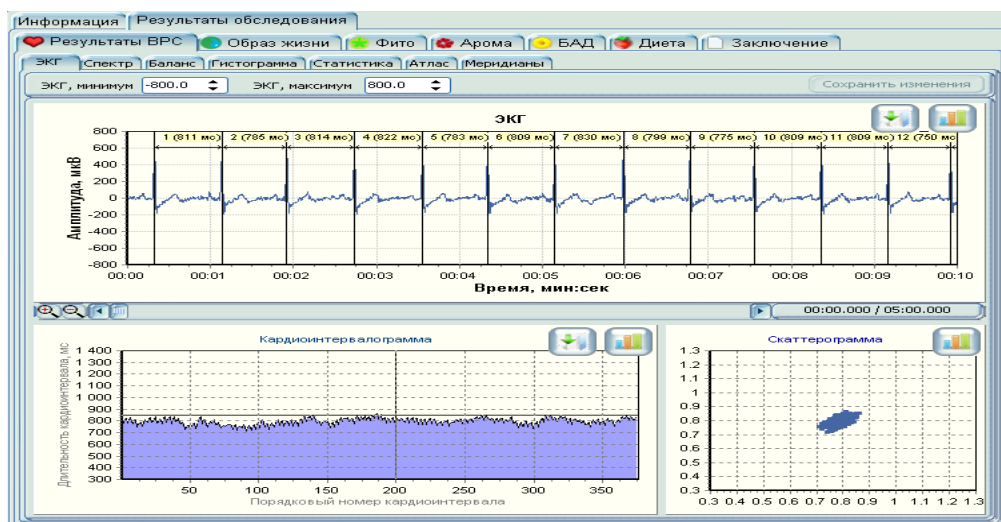 Информация Результаты обследования
Результаты ВРС Образ жизни Фито Арома БАД Диета Заключение
ЭКГ Спектр Баланс Гистограмма Статистика Атлас Меридианы
ЭКГ, минимум -800.0 ЭКГ, максимум 800.0 Сохранить изменения
ЭКГ
1 (811 мс) 2 (785 мс) 3 (814 мс) 4 (822 мс) 5 (783 мс) 6 (809 мс) 7 (830 мс) 8 (799 мс) 9 (775 мс) 10 (809 мс) 11 (809 мс) 12 (750 мс
Амплитуда, мкВ
800
600
400
200
0
-200
-400
-600
-800
00:00 00:01 00:02 00:03 00:04 00:05 00:06 00:07 00:08 00:09 00:10
Время, мин:сек
00:00.000 / 05:00.000
Кардиоинтервалограмма
Длительность кардиоинтервала, мс
1 400
1 300
1 200
1 100
1 000
900
800
700
600
500
400
300
50 100 150 200 250 300 350
Порядковый номер кардиоинтервала
Скаттерограмма
1.3
1.2
1.1
1
0.9
0.8
0.7
0.6
0.5
0.4
0.3
0.3 0.4 0.5 0.6 0.7 0.8 0.9 1 1.1 1.2 1.3